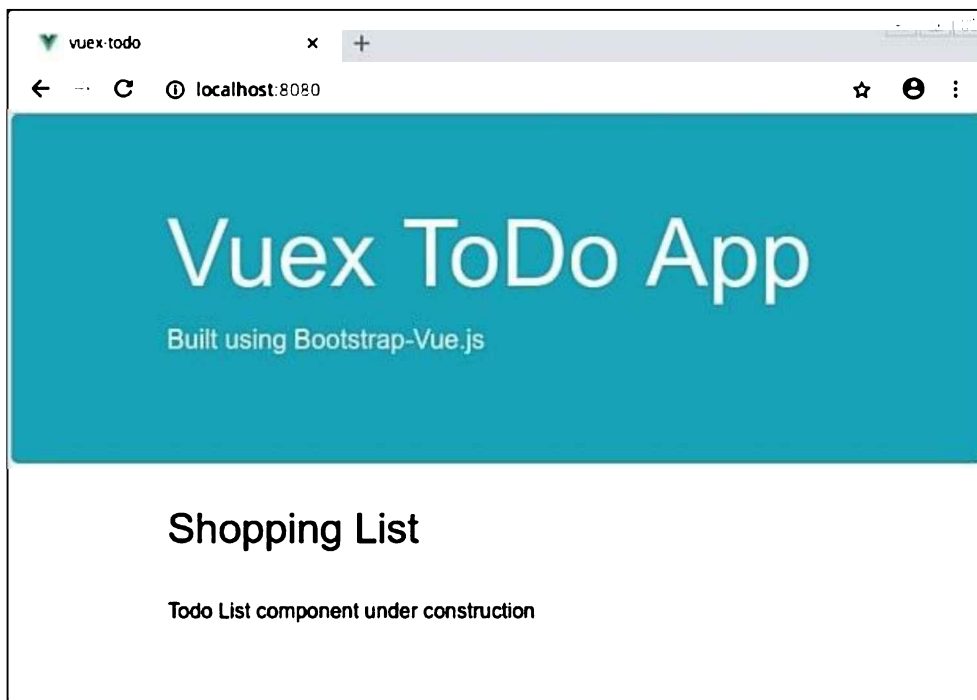 vuex-todo
localhost:8080
Vuex ToDo App
Built using Bootstrap-Vue.js
Shopping List
Todo List component under construction